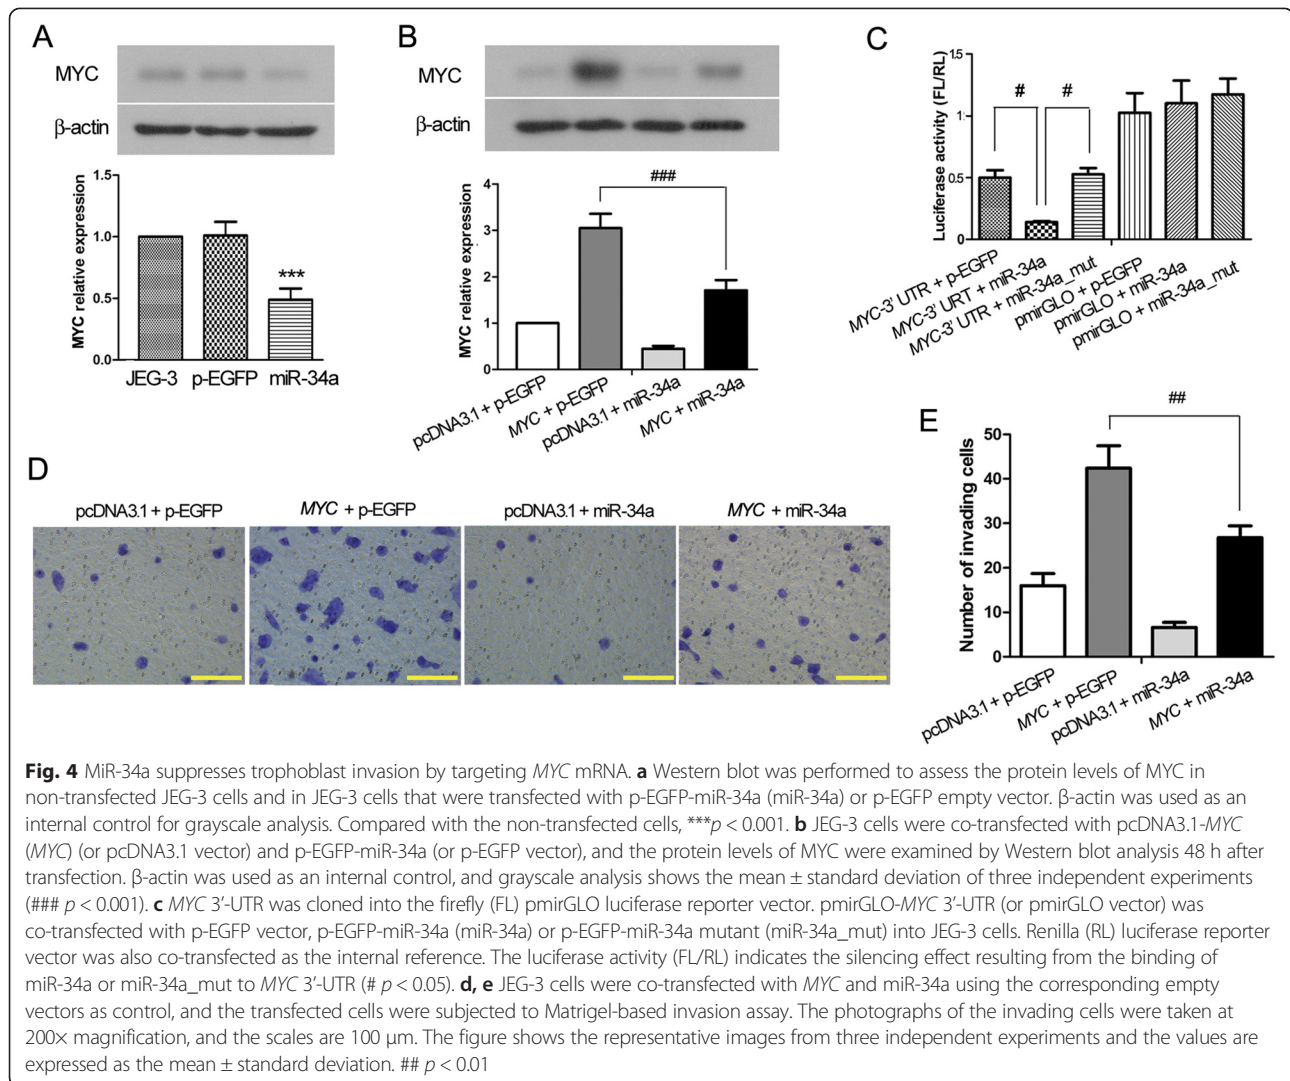 A
MYC
β-actin
MYC relative expression
1.5
1.0
0.5
0.0
***
JEG-3 p-EGFP miR-34a
B
MYC
β-actin
MYC relative expression
4
3
2
1
0
###
pcDNA3.1 + p-EGFP
MYC + p-EGFP
pcDNA3.1 + miR-34a
MYC + miR-34a
C
Luciferase activity (FL/RL)
1.5
1.
0.5
0
# #
MYC-3' UTR + p-EGFP
MYC-3' URT + miR-34a
MYC-3' UTR + miR-34a_mut
pmirGLO + p-EGFP
pmirGLO + miR-34a
pmirGLO + miR-34a_mut
D
pcDNA3.1 + p-EGFP
MYC + p-EGFP
pcDNA3.1 + miR-34a
MYC + miR-34a
E
Number of invading cells
50
40
30
20
10
0
##
pcDNA3.1 + p-EGFP
MYC + p-EGFP
pcDNA3.1 + miR-34a
MYC + miR-34a
Fig. 4 MiR-34a suppresses trophoblast invasion by targeting MYC mRNA. a Western blot was performed to assess the protein levels of MYC in
non-transfected JEG-3 cells and in JEG-3 cells that were transfected with p-EGFP-miR-34a (miR-34a) or p-EGFP empty vector. β-actin was used as an
internal control for grayscale analysis. Compared with the non-transfected cells, ***p < 0.001. b JEG-3 cells were co-transfected with pcDNA3.1-MYC
(MYC) (or pcDNA3.1 vector) and p-EGFP-miR-34a (or p-EGFP vector), and the protein levels of MYC were examined by Western blot analysis 48 h after
transfection. β-actin was used as an internal control, and grayscale analysis shows the mean ± standard deviation of three independent experiments
(### p < 0.001). c MYC 3'-UTR was cloned into the firefly (FL) pmirGLO luciferase reporter vector. pmirGLO-MYC 3'-UTR (or pmirGLO vector) was
co-transfected with p-EGFP vector, p-EGFP-miR-34a (miR-34a) or p-EGFP-miR-34a mutant (miR-34a_mut) into JEG-3 cells. Renilla (RL) luciferase reporter
vector was also co-transfected as the internal reference. The luciferase activity (FL/RL) indicates the silencing effect resulting from the binding of
miR-34a or miR-34a_mut to MYC 3'-UTR (# p < 0.05). d, e JEG-3 cells were co-transfected with MYC and miR-34a using the corresponding empty
vectors as control, and the transfected cells were subjected to Matrigel-based invasion assay. The photographs of the invading cells were taken at
200× magnification, and the scales are 100 μm. The figure shows the representative images from three independent experiments and the values are
expressed as the mean ± standard deviation. ## p < 0.01